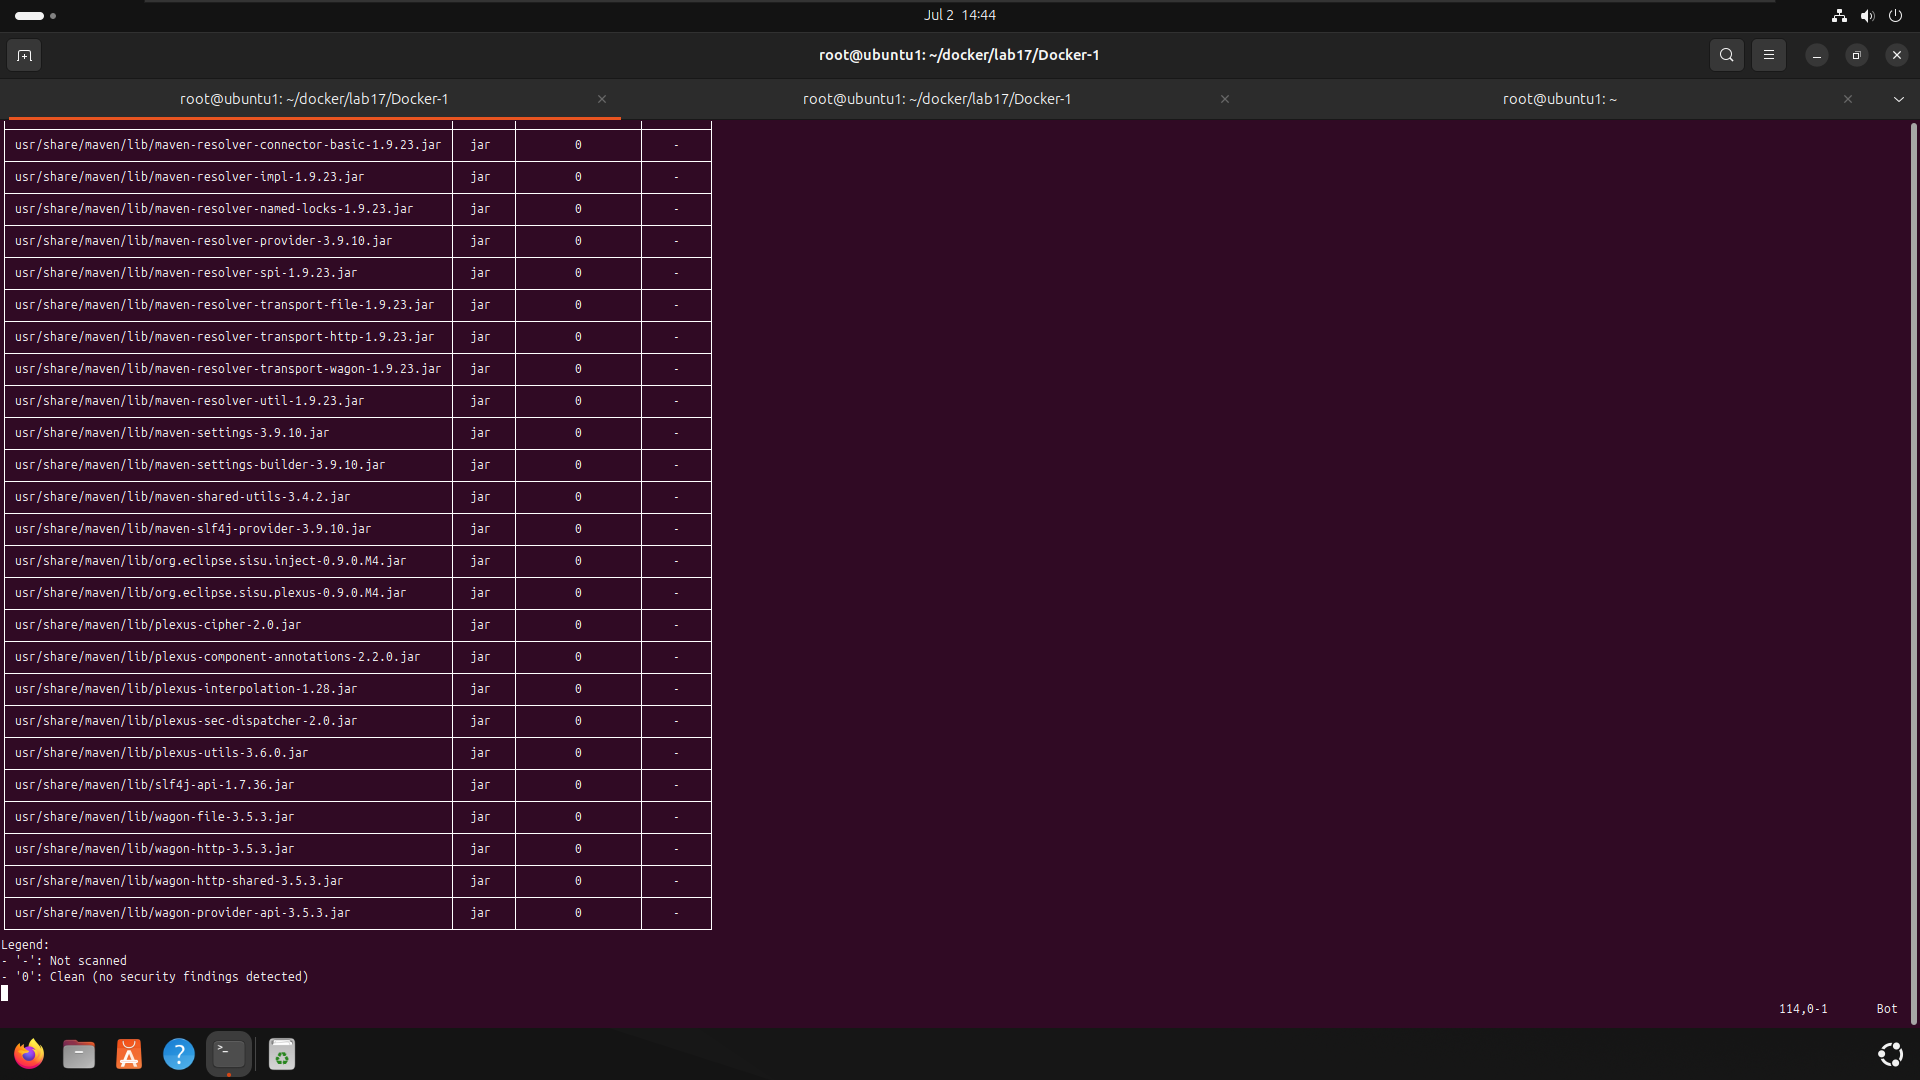 Jul 2 14:44
root@ubuntu1: ~/docker/lab17/Docker-1
root@ubuntu1: ~/docker/lab17/Docker-1
root@ubuntu1: ~/docker/lab17/Docker-1
root@ubuntu1: ~
usr/share/maven/lib/maven-resolver-connector-basic-1.9.23.jar jar 0 -
usr/share/maven/lib/maven-resolver-impl-1.9.23.jar jar 0 -
usr/share/maven/lib/maven-resolver-named-locks-1.9.23.jar jar 0 -
usr/share/maven/lib/maven-resolver-provider-3.9.10.jar jar 0 -
usr/share/maven/lib/maven-resolver-spi-1.9.23.jar jar 0 -
usr/share/maven/lib/maven-resolver-transport-file-1.9.23.jar jar 0 -
usr/share/maven/lib/maven-resolver-transport-http-1.9.23.jar jar 0 -
usr/share/maven/lib/maven-resolver-transport-wagon-1.9.23.jar jar 0 -
usr/share/maven/lib/maven-resolver-util-1.9.23.jar jar 0 -
usr/share/maven/lib/maven-settings-3.9.10.jar jar 0 -
usr/share/maven/lib/maven-settings-builder-3.9.10.jar jar 0 -
usr/share/maven/lib/maven-shared-utils-3.4.2.jar jar 0 -
usr/share/maven/lib/maven-slf4j-provider-3.9.10.jar jar 0 -
usr/share/maven/lib/org.eclipse.sisu.inject-0.9.0.M4.jar jar 0 -
usr/share/maven/lib/org.eclipse.sisu.plexus-0.9.0.M4.jar jar 0 -
usr/share/maven/lib/plexus-cipher-2.0.jar jar 0 -
usr/share/maven/lib/plexus-component-annotations-2.2.0.jar jar 0 -
usr/share/maven/lib/plexus-interpolation-1.28.jar jar 0 -
usr/share/maven/lib/plexus-sec-dispatcher-2.0.jar jar 0 -
usr/share/maven/lib/plexus-utils-3.6.0.jar jar 0 -
usr/share/maven/lib/slf4j-api-1.7.36.jar jar 0 -
usr/share/maven/lib/wagon-file-3.5.3.jar jar 0 -
usr/share/maven/lib/wagon-http-3.5.3.jar jar 0 -
usr/share/maven/lib/wagon-http-shared-3.5.3.jar jar 0 -
usr/share/maven/lib/wagon-provider-api-3.5.3.jar jar 0 -
Legend:
- '-': Not scanned
- '0': Clean (no security findings detected)
114,0-1 Bot